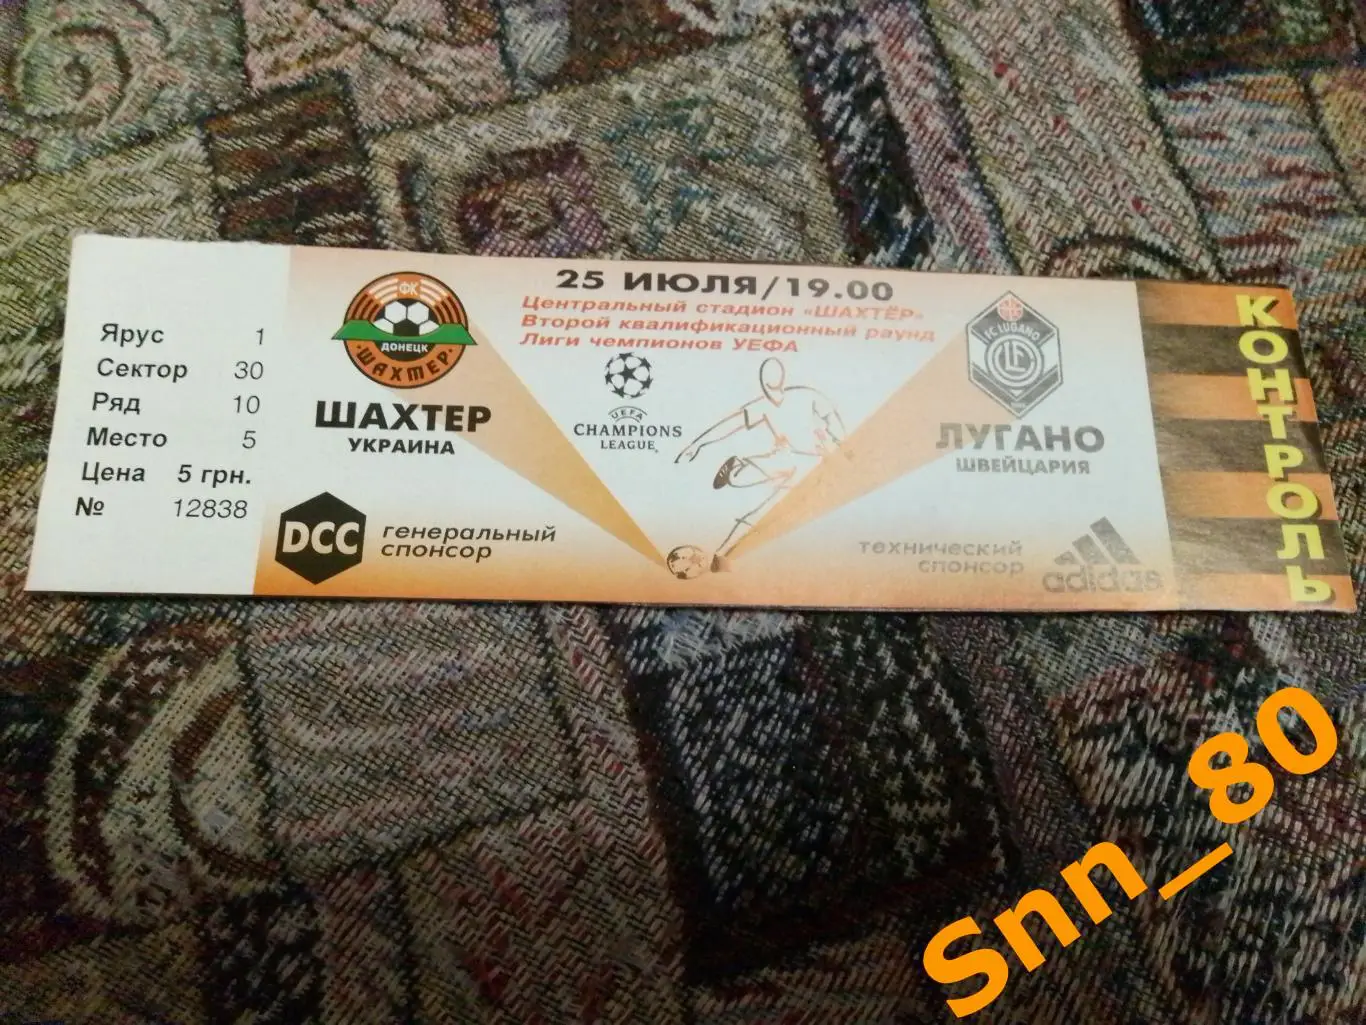 Ярус 1
Сектор 30
Ряд 10
Место 5
Цена 5 грн.
№ 12838
ФК
ДОНЕЦК
ШАХТЕР
ШАХТЕР
УКРАИНА
DCC
генеральный
спонсор
25 ИЮЛЯ/19.00
Центральный стадион «ШАХТЁР»
Второй квалификационный раунд
Лиги чемпионов УЕФА
UEFA
CHAMPIONS
LEAGUE
FC LUGANO
ЛУГАНО
ШВЕЙЦАРИЯ
технический
спонсор
adidas
КОНТРОЛЬ
Snn_80